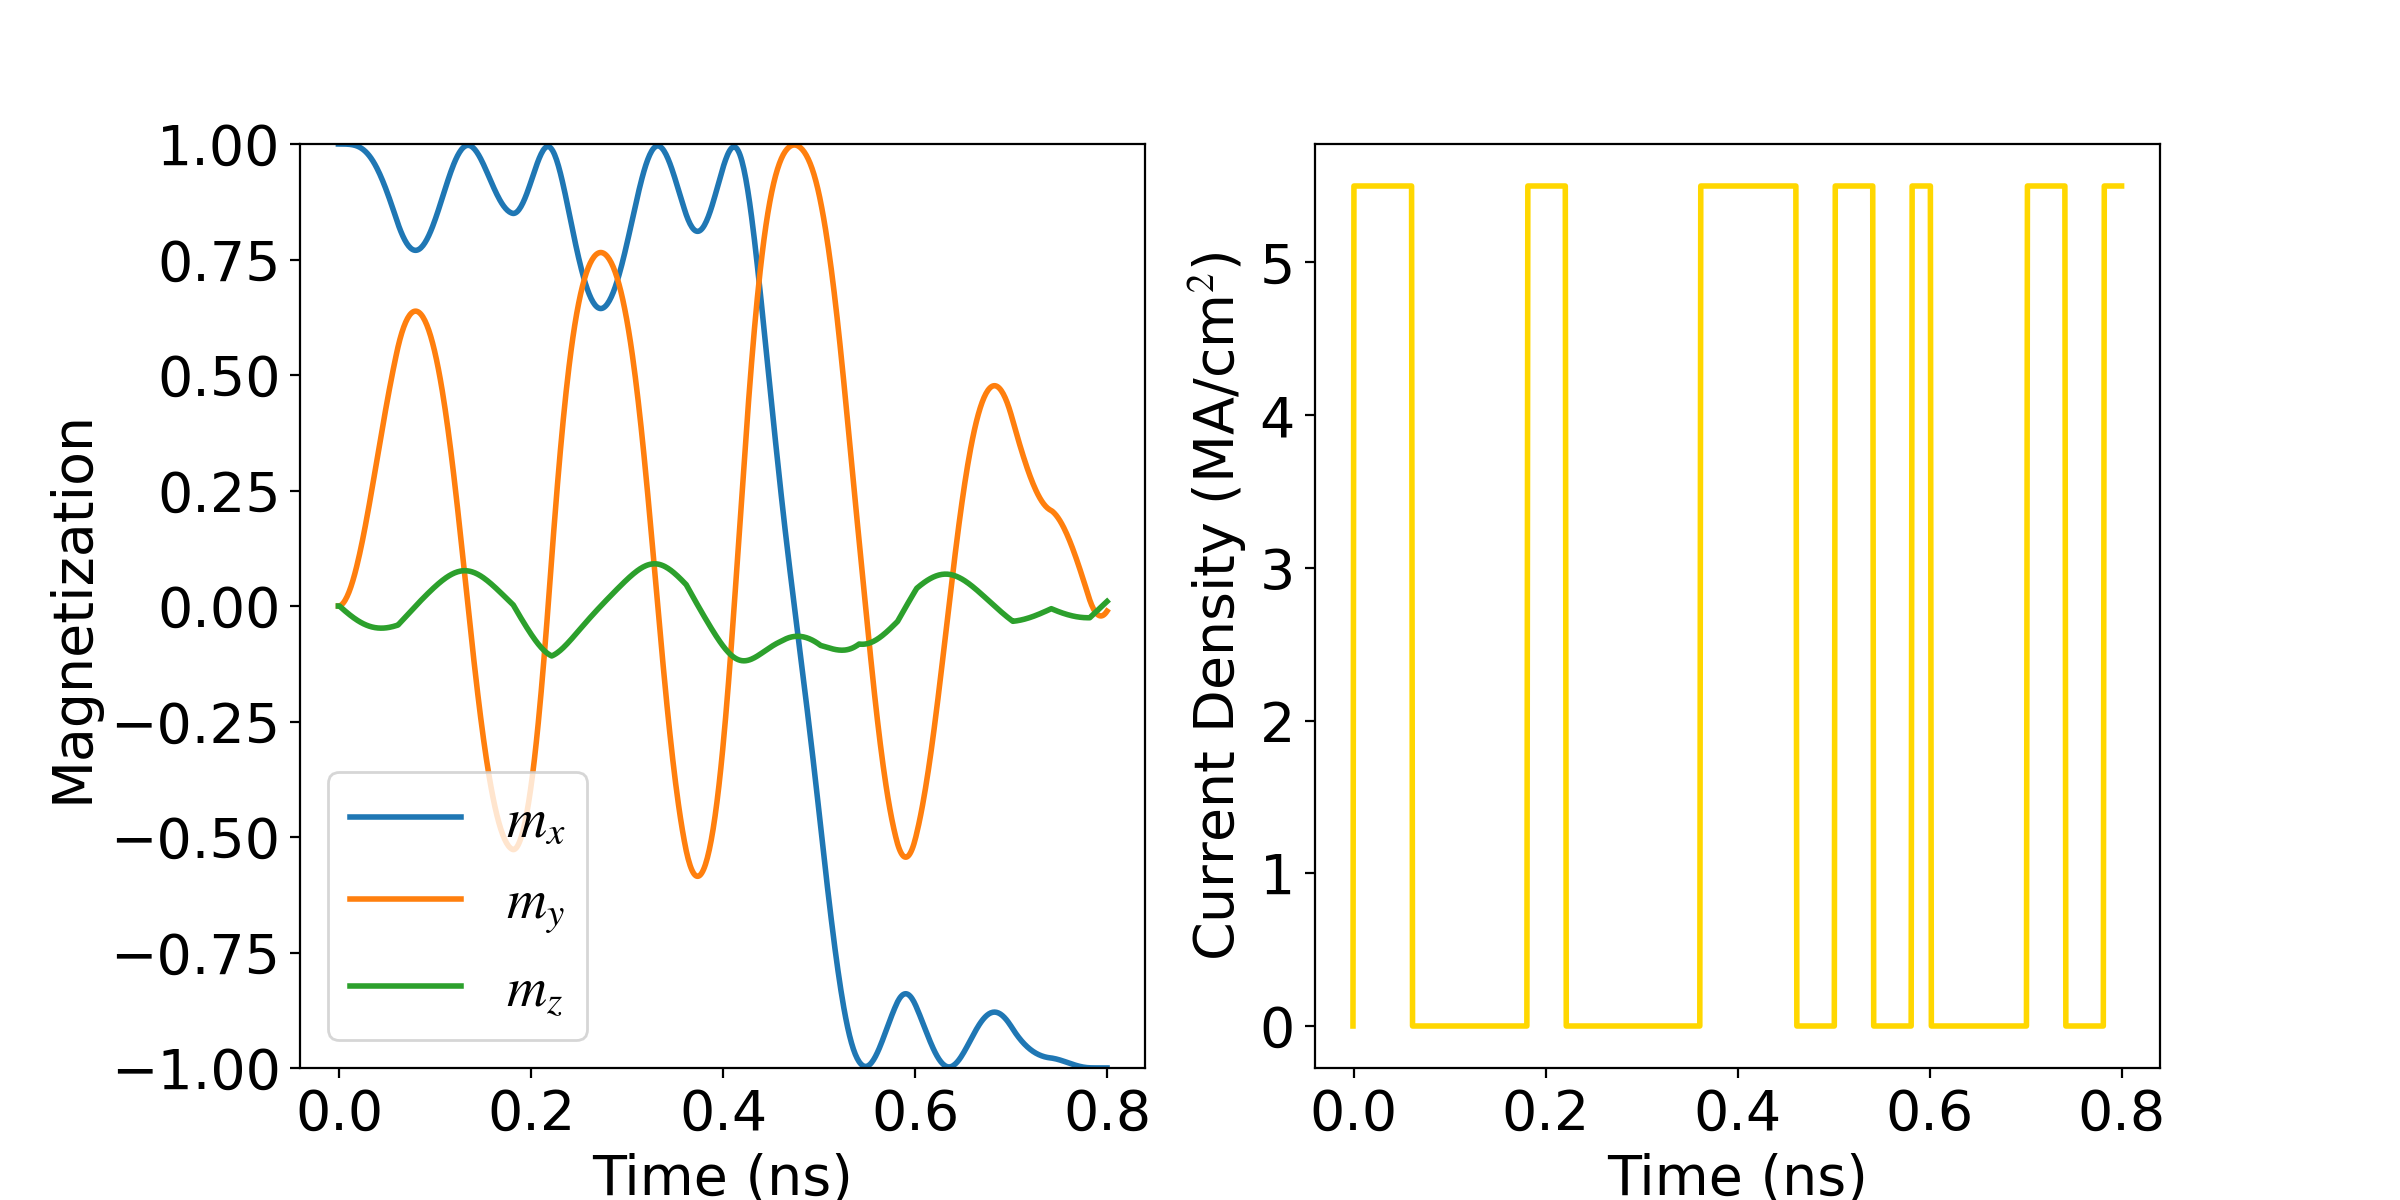 1.00
0.75
0.50
0.25
0.00
−0.25
−0.50
−0.75
−1.00
Magnetization
m_x
m_y
m_z
0.0 0.2 0.4 0.6 0.8
Time (ns)
5
4
3
2
1
0
Current Density (MA/cm²)
0.0 0.2 0.4 0.6 0.8
Time (ns)